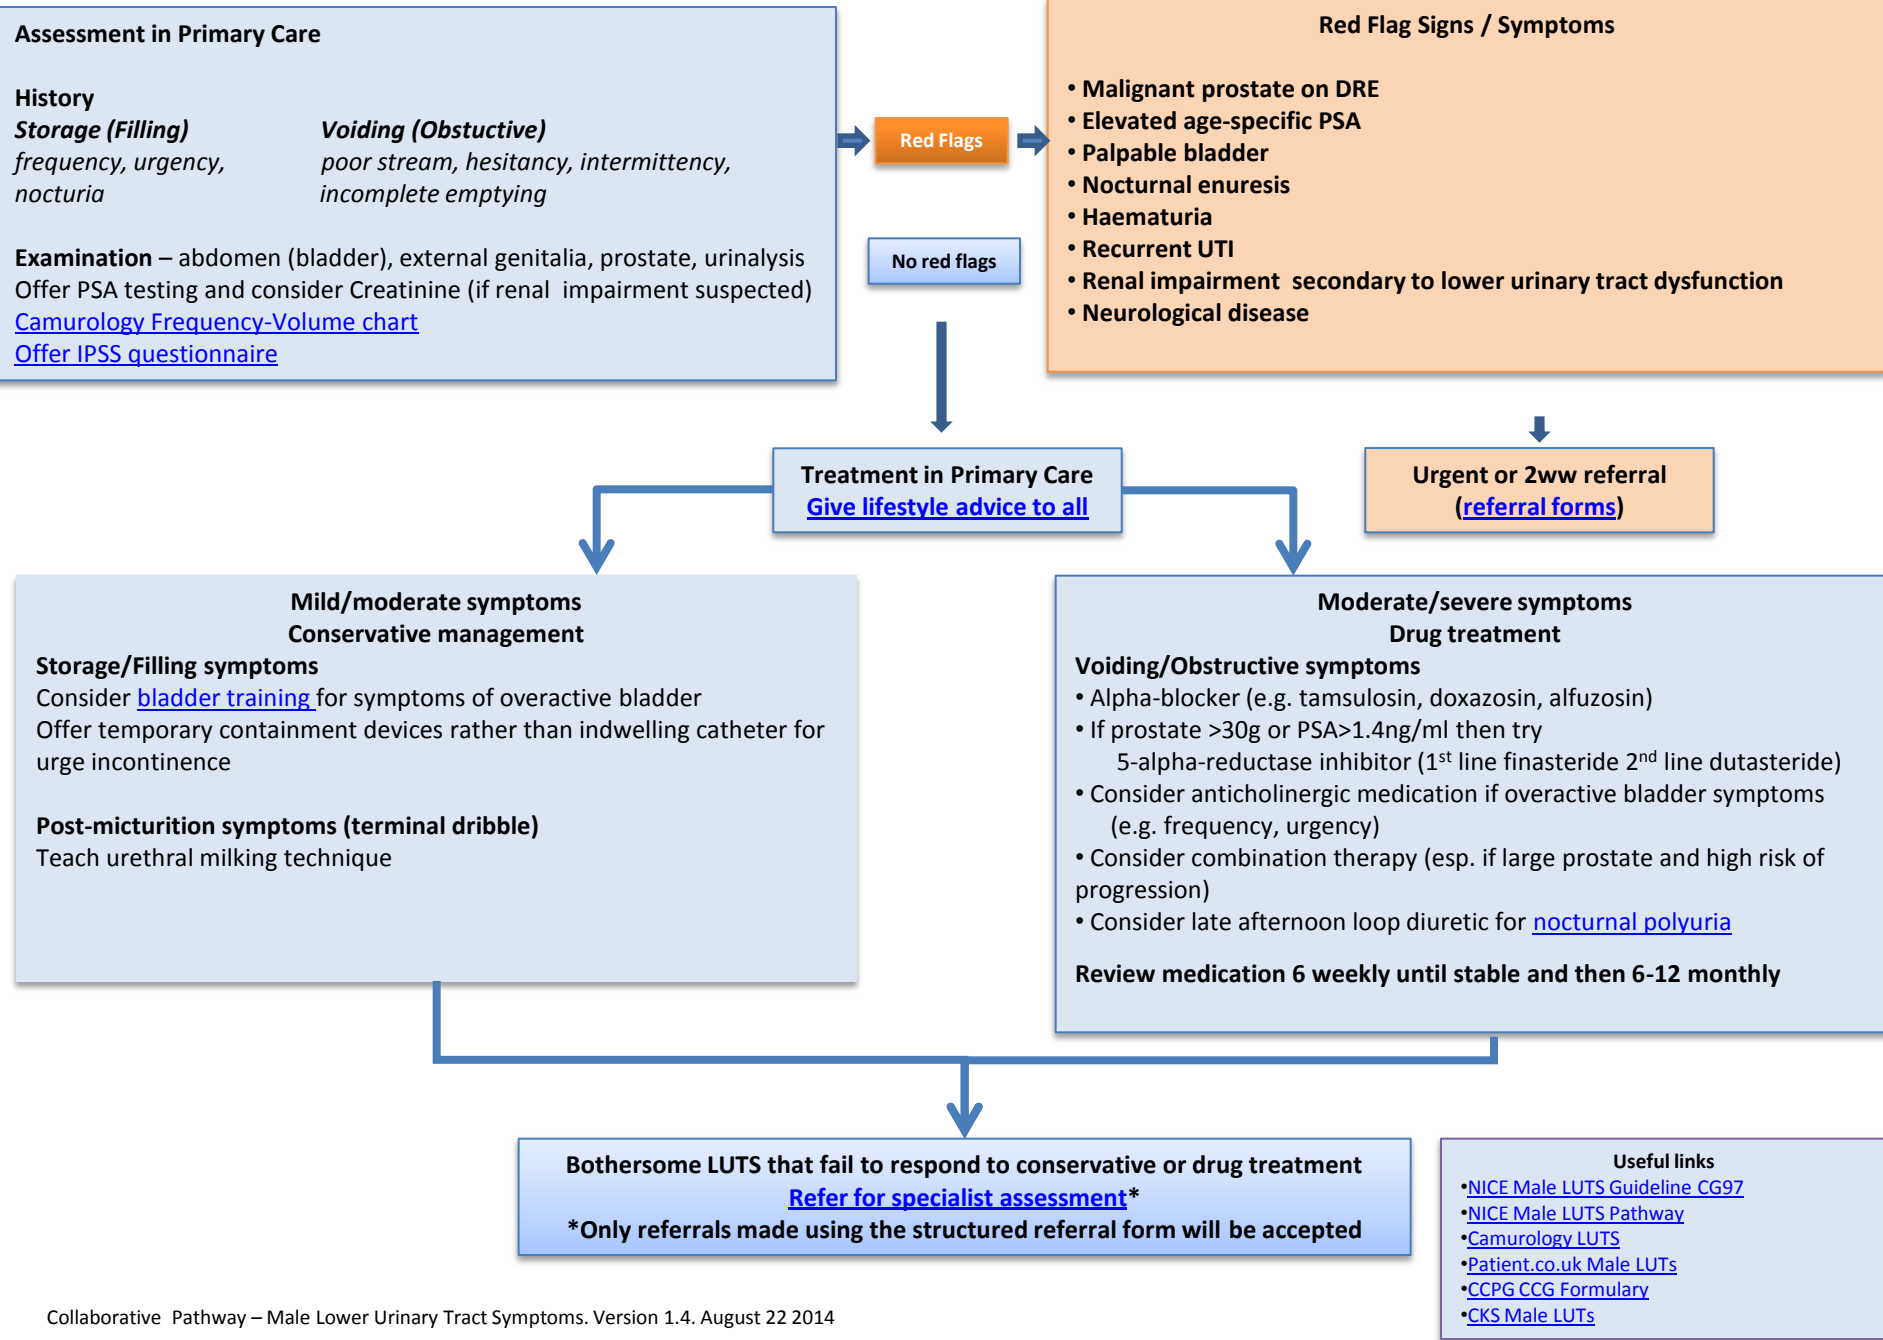 Assessment in Primary Care
History
Storage (Filling) Voiding (Obstuctive)
frequency, urgency, poor stream, hesitancy, intermittency,
nocturia incomplete emptying
Examination – abdomen (bladder), external genitalia, prostate, urinalysis
Offer PSA testing and consider Creatinine (if renal impairment suspected)
Camurology Frequency-Volume chart
Offer IPSS questionnaire
Red Flags
No red flags
Red Flag Signs / Symptoms
• Malignant prostate on DRE
• Elevated age-specific PSA
• Palpable bladder
• Nocturnal enuresis
• Haematuria
• Recurrent UTI
• Renal impairment secondary to lower urinary tract dysfunction
• Neurological disease
Treatment in Primary Care
Give lifestyle advice to all
Urgent or 2ww referral
(referral forms)
Mild/moderate symptoms
Conservative management
Storage/Filling symptoms
Consider bladder training for symptoms of overactive bladder
Offer temporary containment devices rather than indwelling catheter for
urge incontinence
Post-micturition symptoms (terminal dribble)
Teach urethral milking technique
Moderate/severe symptoms
Drug treatment
Voiding/Obstructive symptoms
• Alpha-blocker (e.g. tamsulosin, doxazosin, alfuzosin)
• If prostate >30g or PSA>1.4ng/ml then try
5-alpha-reductase inhibitor (1st line finasteride 2nd line dutasteride)
• Consider anticholinergic medication if overactive bladder symptoms
(e.g. frequency, urgency)
• Consider combination therapy (esp. if large prostate and high risk of
progression)
• Consider late afternoon loop diuretic for nocturnal polyuria
Review medication 6 weekly until stable and then 6-12 monthly
Bothersome LUTS that fail to respond to conservative or drug treatment
Refer for specialist assessment*
*Only referrals made using the structured referral form will be accepted
Useful links
•NICE Male LUTS Guideline CG97
•NICE Male LUTS Pathway
•Camurology LUTS
•Patient.co.uk Male LUTs
•CCPG CCG Formulary
•CKS Male LUTs
Collaborative Pathway – Male Lower Urinary Tract Symptoms. Version 1.4. August 22 2014